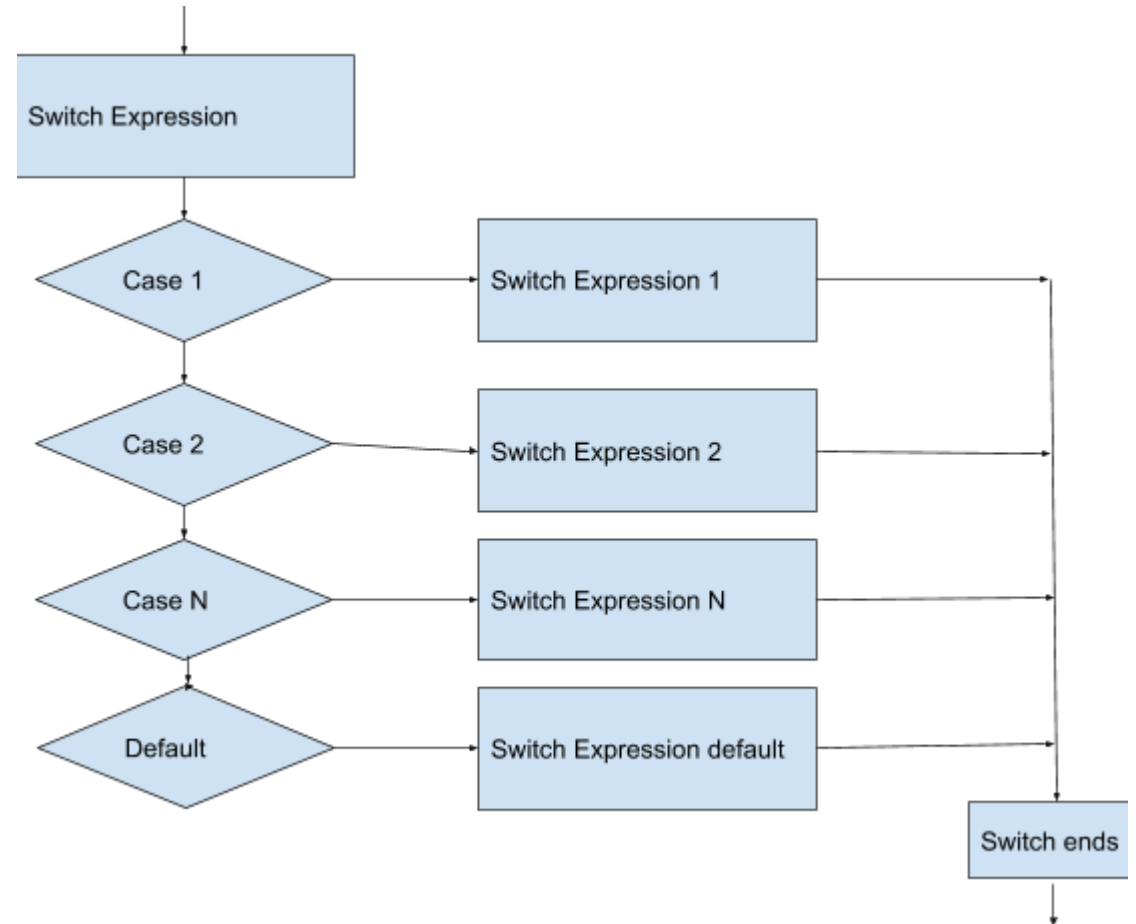 Switch Expression
Case 1
Switch Expression 1
Case 2
Switch Expression 2
Case N
Switch Expression N
Default
Switch Expression default
Switch ends